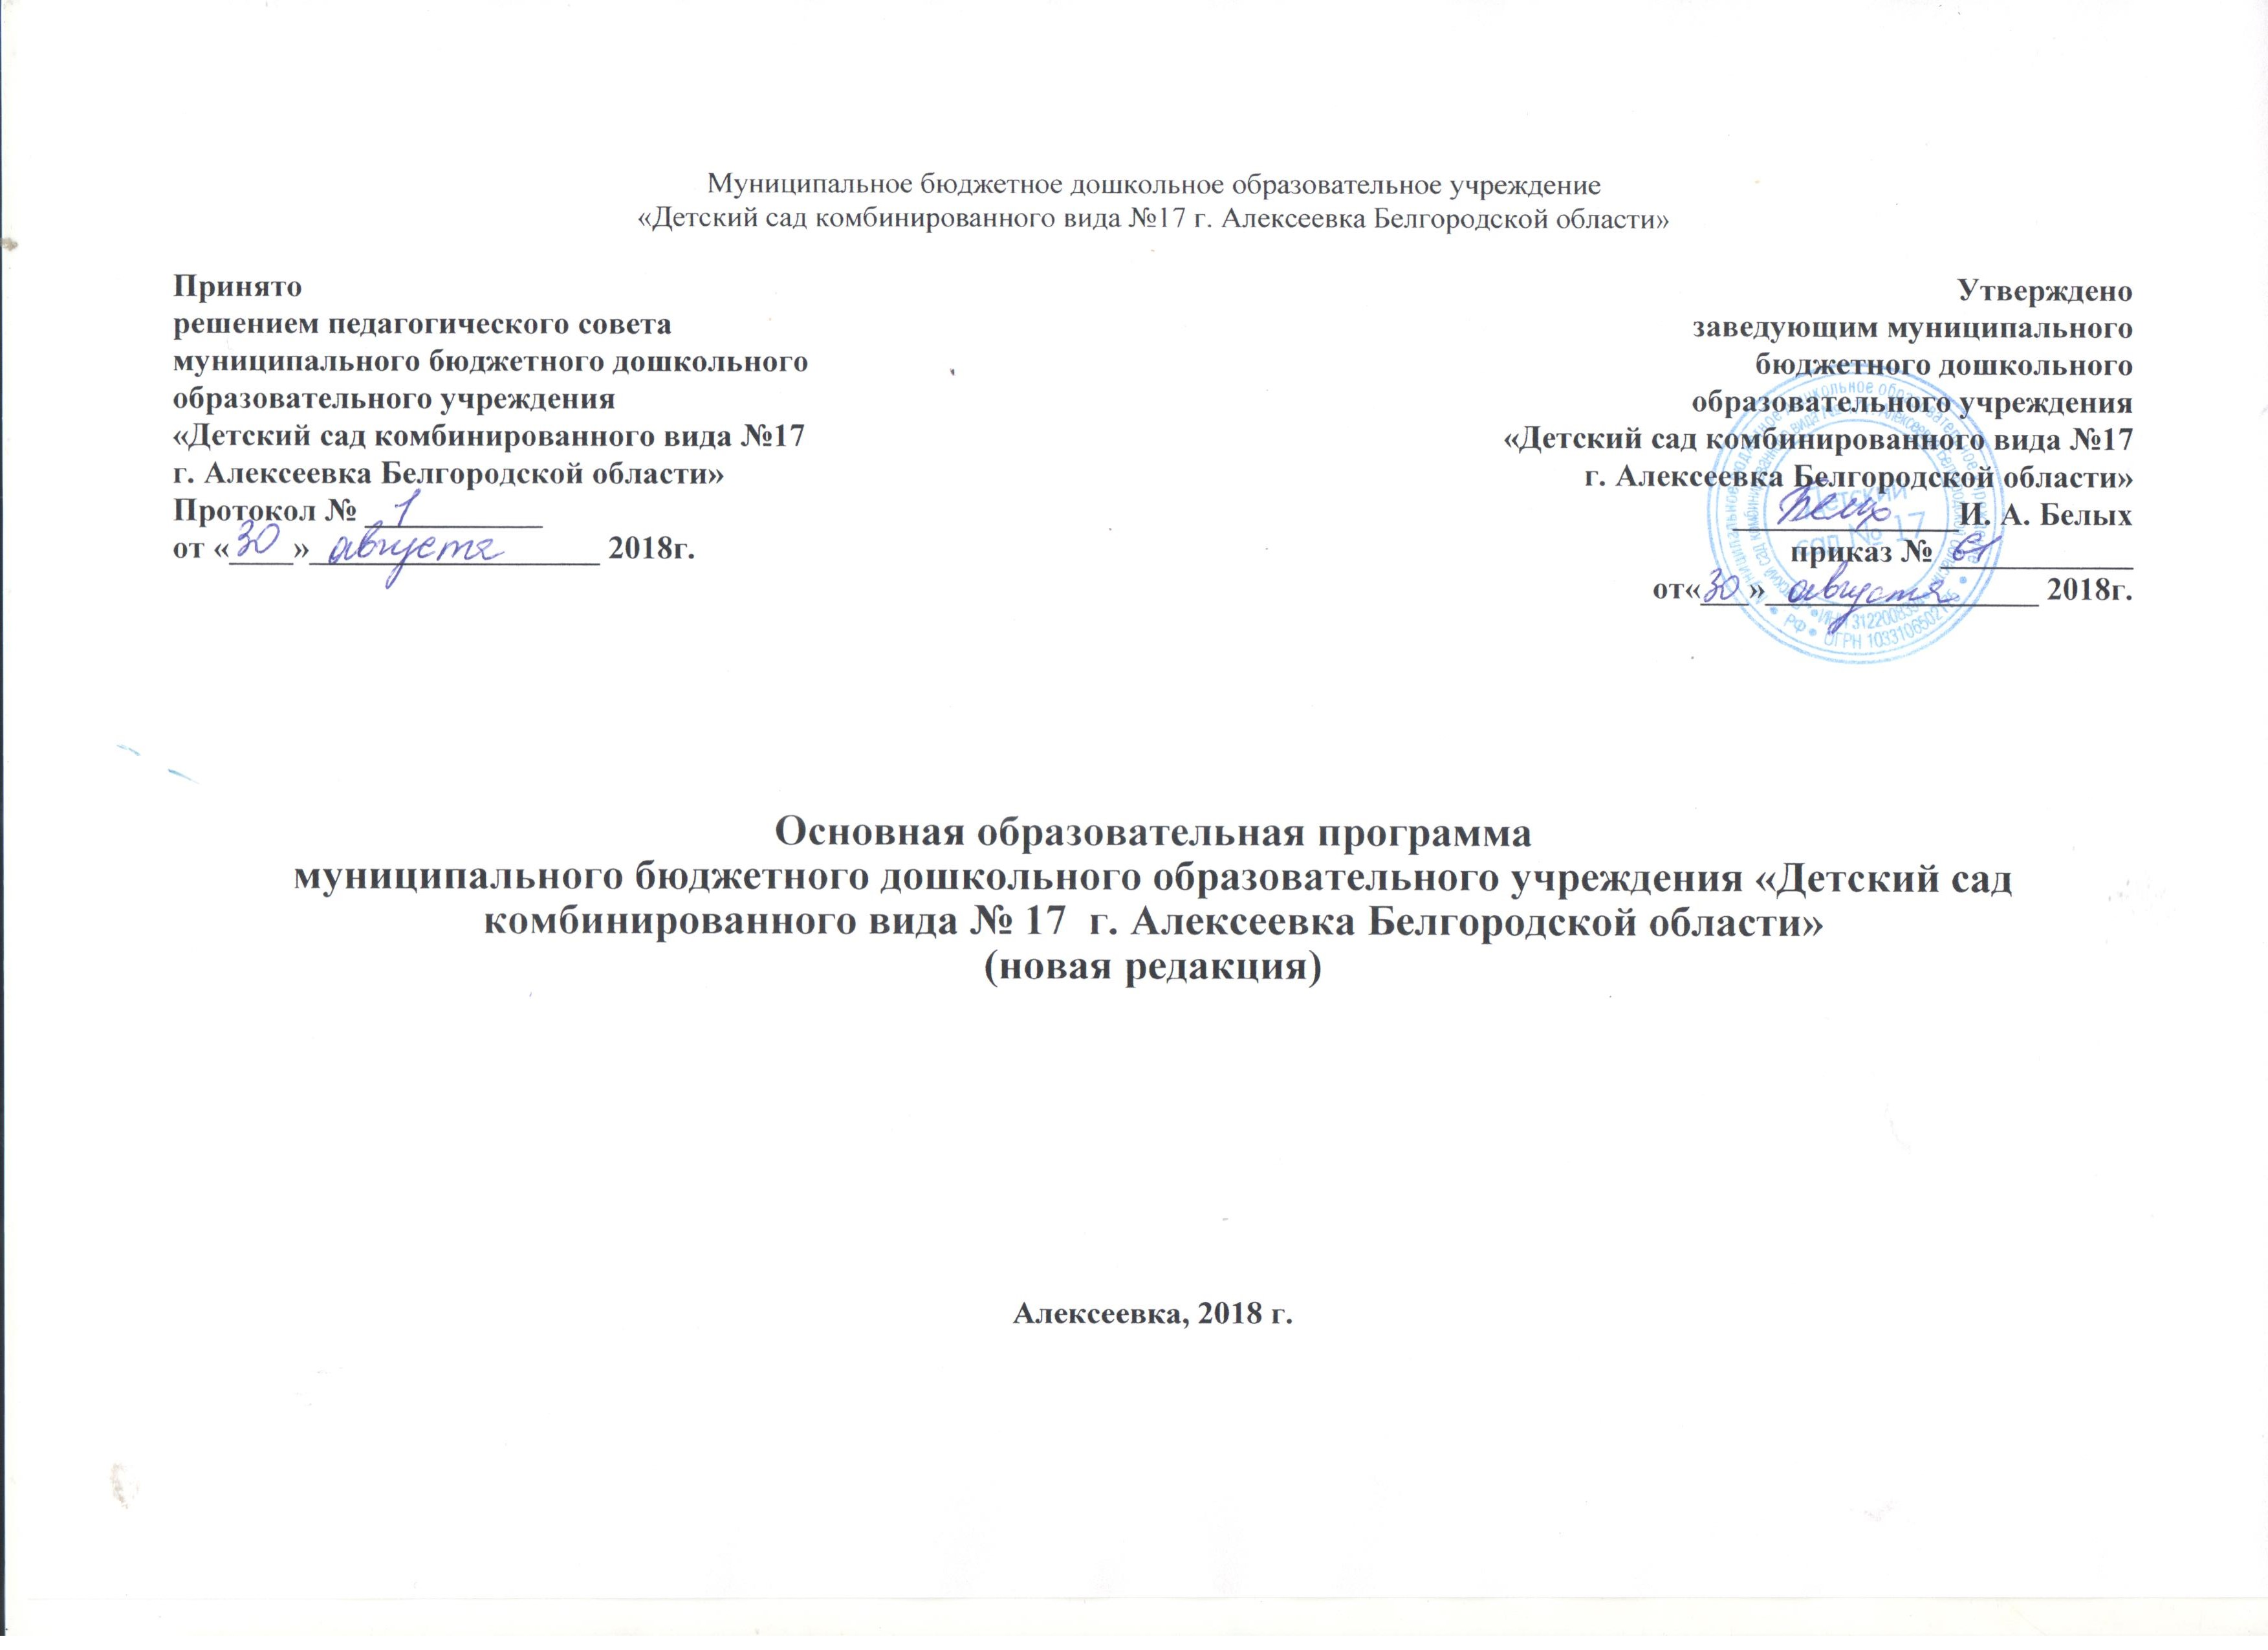 Муниципальное бюджетное дошкольное образовательное учреждение
«Детский сад комбинированного вида №17 г. Алексеевка Белгородской области»
Принято
решением педагогического совета
муниципального бюджетного дошкольного
образовательного учреждения
«Детский сад комбинированного вида №17
г. Алексеевка Белгородской области»
Протокол № 1
от «30» августа 2018г.
Утверждено
заведующим муниципального
бюджетного дошкольного
образовательного учреждения
«Детский сад комбинированного вида №17
г. Алексеевка Белгородской области»
И. А. Белых
приказ № 61
от«30» августа 2018г.
Детский
сад № 17
Основная образовательная программа
муниципального бюджетного дошкольного образовательного учреждения «Детский сад
комбинированного вида № 17 г. Алексеевка Белгородской области»
(новая редакция)
Алексеевка, 2018 г.